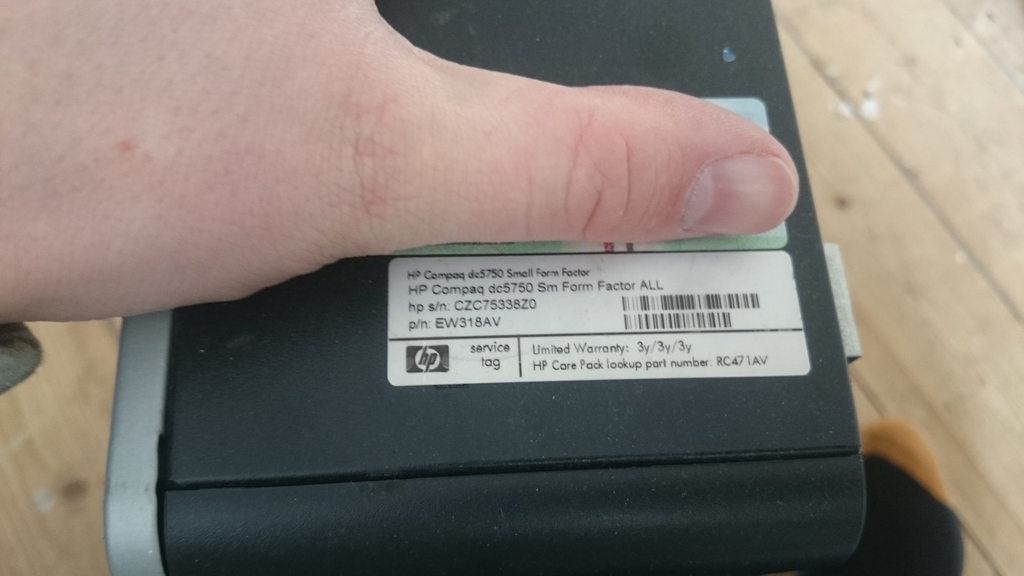 HP Compaq dc5750 Small Form Factor
HP Compaq dc5750 Sm Form Factor ALL
hp s/n: CZC75338Z0
p/n: EW318AV
hp
service
tag
Limited Warranty: 3y/3y/3y
HP Care Pack lookup part number: RC471AV